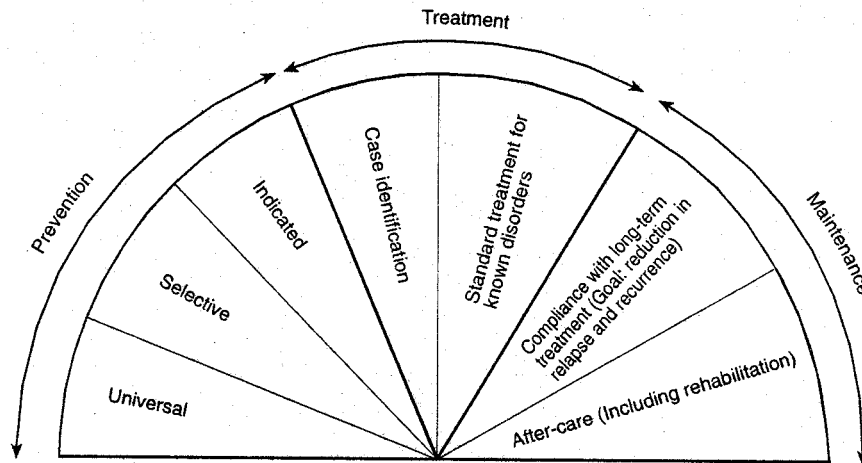 Treatment
Prevention
Maintenance
Universal
Selective
Indicated
Case identification
Standard treatment for
known disorders
Compliance with long-term
treatment (Goal: reduction in
relapse and recurrence)
After-care (Including rehabilitation)